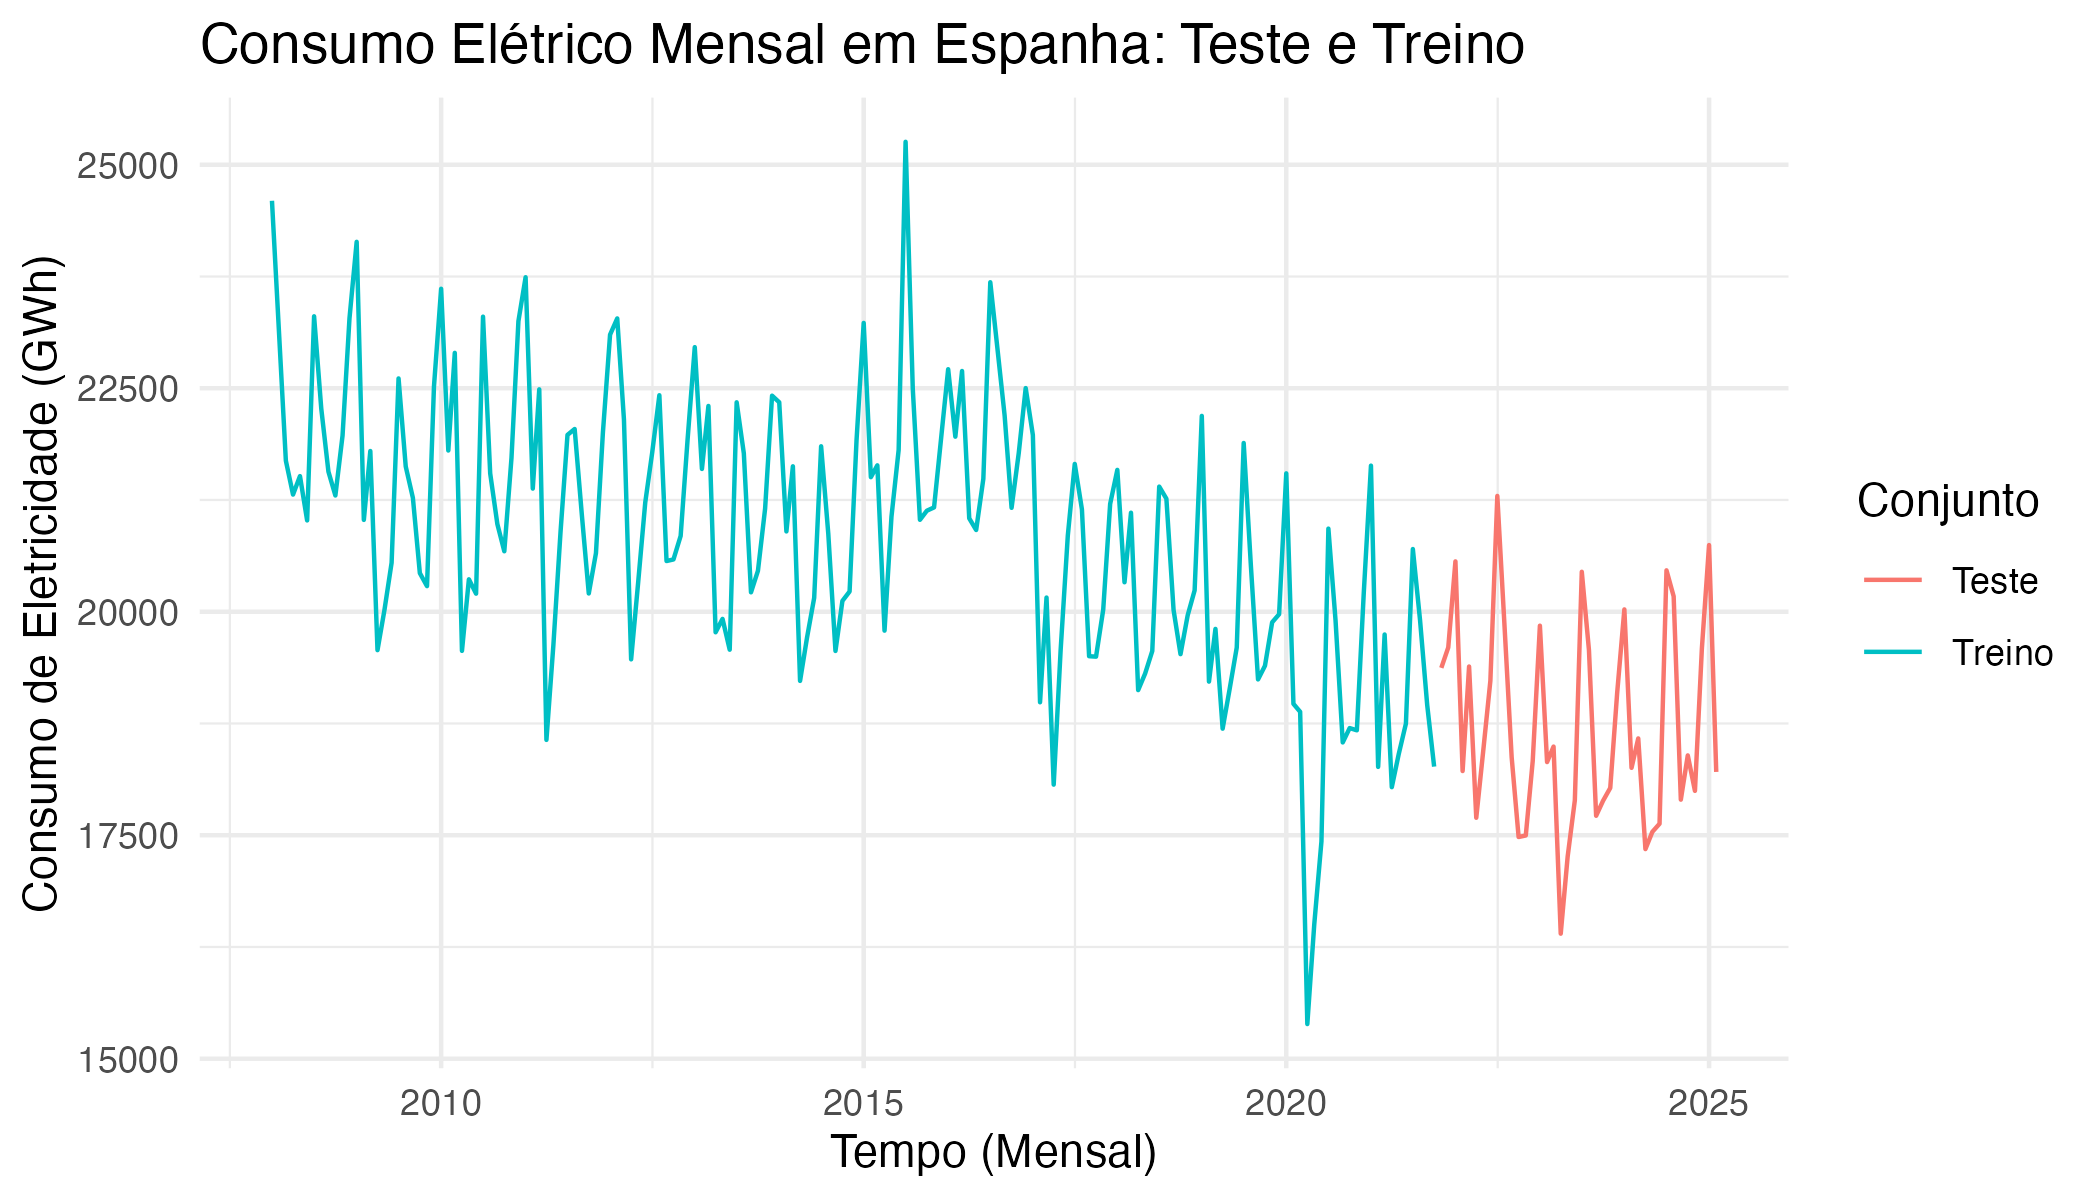 Consumo Elétrico Mensal em Espanha: Teste e Treino
Consumo de Eletricidade (GWh)
25000
22500
20000
17500
15000
2010
2015
2020
2025
Tempo (Mensal)
Conjunto
Teste
Treino